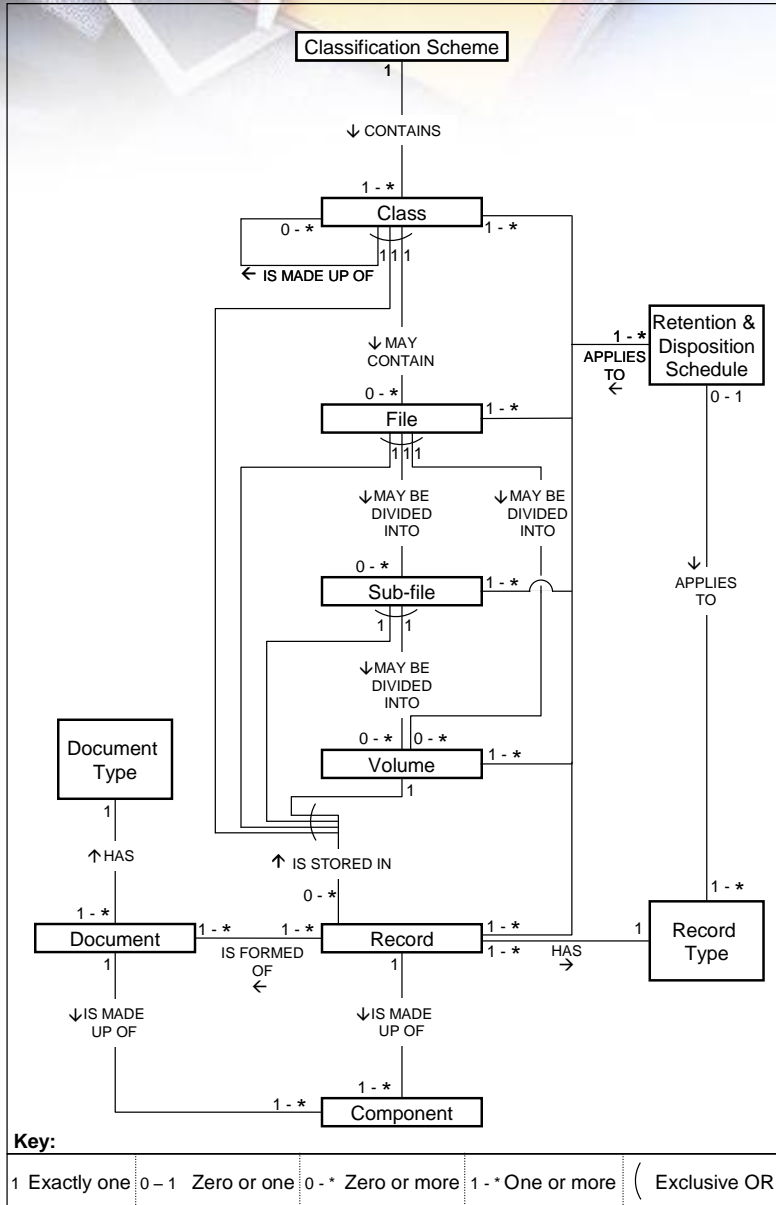 Classification Scheme
1
↓ CONTAINS
1 - *
Class
0 - *
1 - *
1 1 1
← IS MADE UP OF
Retention &
Disposition
Schedule
1 - *
APPLIES
TO
←
0 - 1
↓ MAY
CONTAIN
0 - *
File
1 - *
1 1 1
↓ MAY BE
DIVIDED
INTO
↓ MAY BE
DIVIDED
INTO
0 - *
Sub-file
1 - *
1 1
↓
APPLIES
TO
↓ MAY BE
DIVIDED
INTO
0 - *
0 - *
Volume
1 - *
1
Document
Type
1
↑ HAS
↑ IS STORED IN
0 - *
1 - *
1 - *
Document
1 - *
IS FORMED
OF
←
1 - *
Record
1 - *
1 - *
HAS
→
1
Record
Type
1
1
↓ IS MADE
UP OF
↓ IS MADE
UP OF
1 - *
1 - *
Component
Key:
1 Exactly one 0 – 1 Zero or one 0 - * Zero or more 1 - * One or more ( Exclusive OR